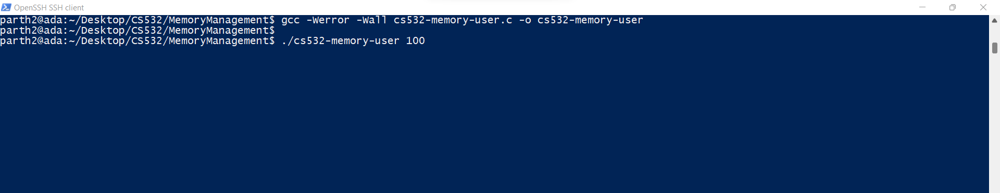 OpenSSH SSH client
parth2@ada:~/Desktop/CS532/MemoryManagement$ gcc -Werror -Wall cs532-memory-user.c -o cs532-memory-user
parth2@ada:~/Desktop/CS532/MemoryManagement$
parth2@ada:~/Desktop/CS532/MemoryManagement$ ./cs532-memory-user 100